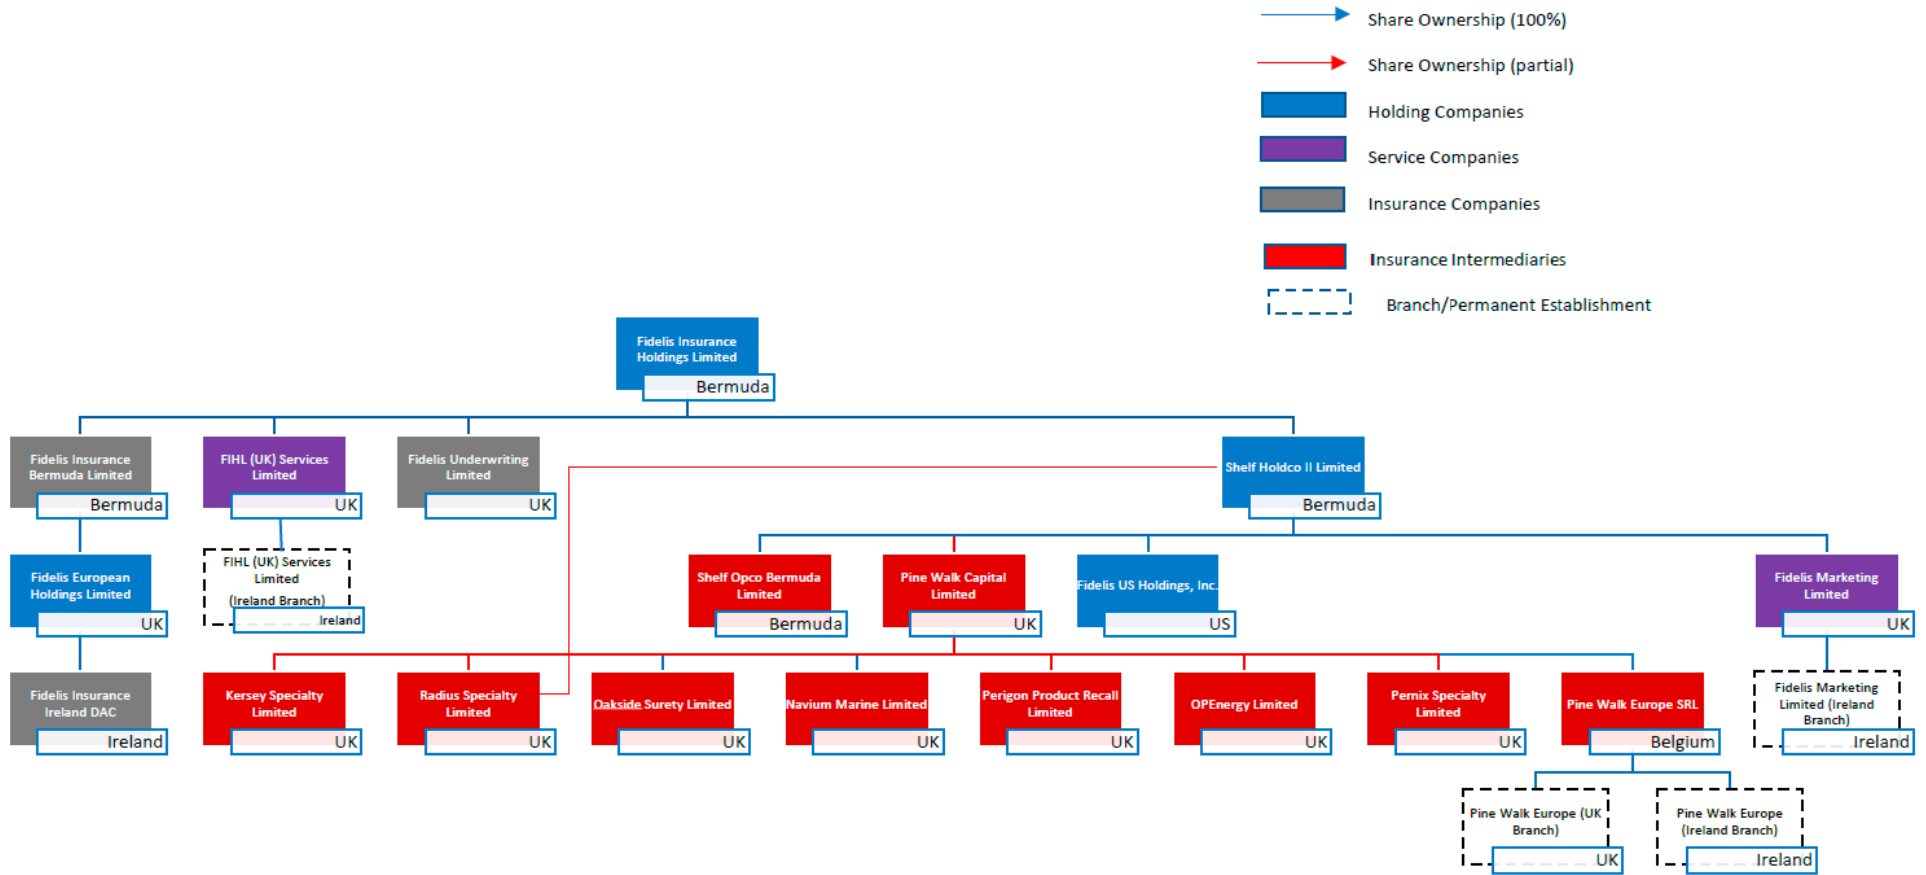 Share Ownership (100%)
Share Ownership (partial)
Holding Companies
Service Companies
Insurance Companies
Insurance Intermediaries
Branch/Permanent Establishment
Fidelis Insurance
Holdings Limited
Bermuda
Fidelis Insurance
Bermuda Limited
Bermuda
FIHL (UK) Services
Limited
UK
Fidelis Underwriting
Limited
UK
Shelf Holdco II Limited
Bermuda
Fidelis European
Holdings Limited
UK
FIHL (UK) Services
Limited
(Ireland Branch)
Ireland
Shelf Opco Bermuda
Limited
Bermuda
Pine Walk Capital
Limited
UK
Fidelis US Holdings, Inc.
US
Fidelis Marketing
Limited
UK
Fidelis Insurance
Ireland DAC
Ireland
Kersey Specialty
Limited
UK
Radius Specialty
Limited
UK
Oakside Surety Limited
UK
Navium Marine Limited
UK
Perigon Product Recall
Limited
UK
OPEnergy Limited
UK
Pernix Specialty
Limited
UK
Pine Walk Europe SRL
Belgium
Fidelis Marketing
Limited (Ireland
Branch)
Ireland
Pine Walk Europe (UK
Branch)
UK
Pine Walk Europe
(Ireland Branch)
Ireland